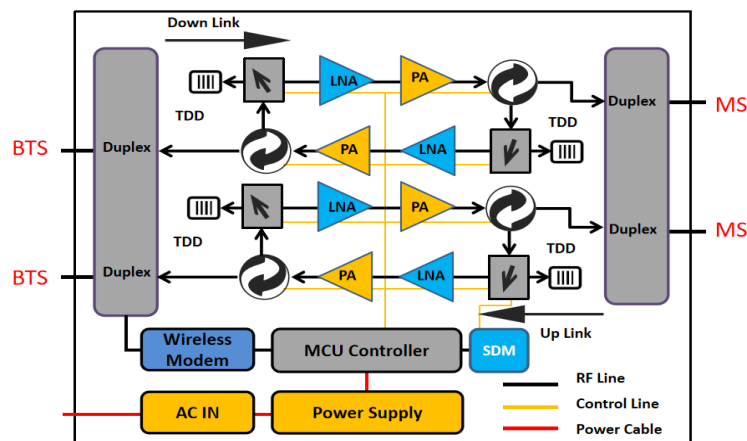 Down Link
LNA
PA
Duplex
TDD
TDD
MS
BTS
Duplex
PA
LNA
LNA
PA
Duplex
MS
TDD
TDD
BTS
Duplex
PA
LNA
Up Link
Wireless
Modem
MCU Controller
SDM
RF Line
AC IN
Power Supply
Control Line
Power Cable